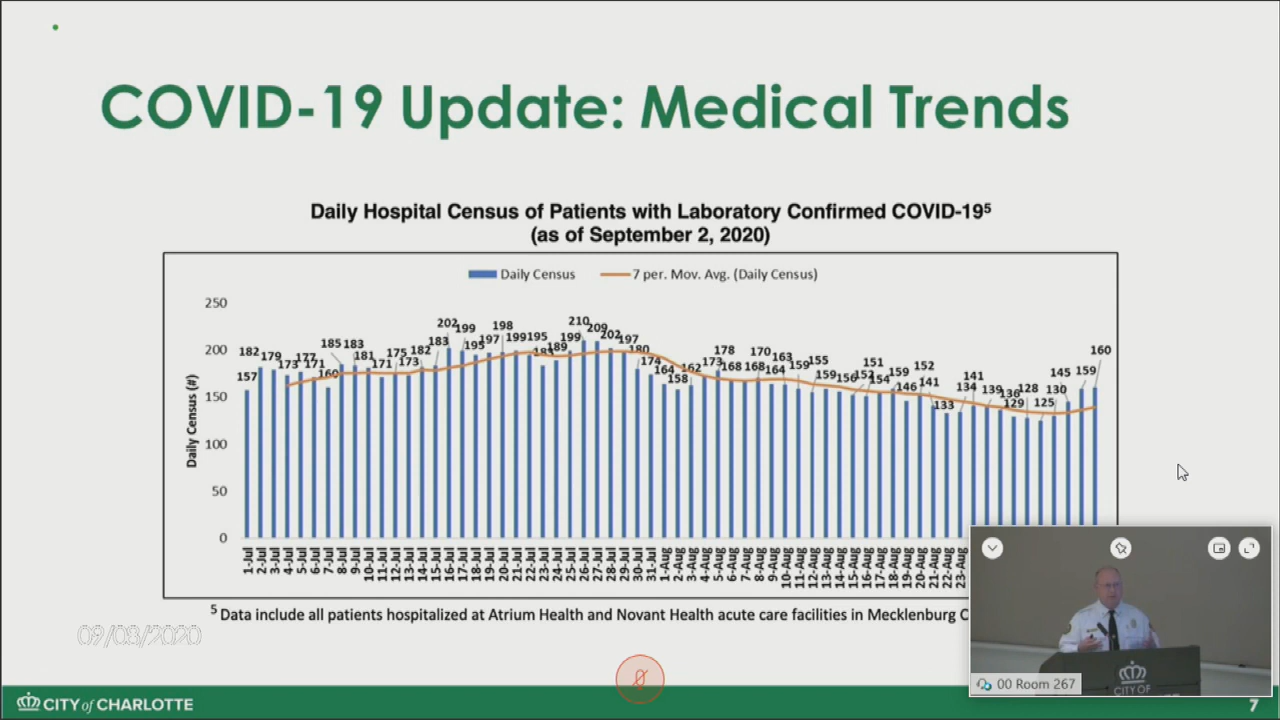 COVID-19 Update: Medical Trends
Daily Hospital Census of Patients with Laboratory Confirmed COVID-19⁵
(as of September 2, 2020)
Daily Census 7 per. Mov. Avg. (Daily Census)
Daily Census (#)
250
200
150
100
50
0
157 182 179 173 177 171 160 185 183 181 171 175 173 182 183 202 199 195 197 198 199 195 183 189 199 210 209 202 197 180 174 164 158 162 173 178 168 168 170 164 163 159 155 159 156 152 151 154 159 146 152 141 133 134 141 139 136 129 128 125 130 145 159 160
1-Jul 2-Jul 3-Jul 4-Jul 5-Jul 6-Jul 7-Jul 8-Jul 9-Jul 10-Jul 11-Jul 12-Jul 13-Jul 14-Jul 15-Jul 16-Jul 17-Jul 18-Jul 19-Jul 20-Jul 21-Jul 22-Jul 23-Jul 24-Jul 25-Jul 26-Jul 27-Jul 28-Jul 29-Jul 30-Jul 31-Jul 1-Aug 2-Aug 3-Aug 4-Aug 5-Aug 6-Aug 7-Aug 8-Aug 9-Aug 10-Aug 11-Aug 12-Aug 13-Aug 14-Aug 15-Aug 16-Aug 17-Aug 18-Aug 19-Aug 20-Aug 21-Aug 22-Aug 23-Aug
⁵ Data include all patients hospitalized at Atrium Health and Novant Health acute care facilities in Mecklenburg C
09/08/2020
00 Room 267
CITY OF
CITY of CHARLOTTE
7